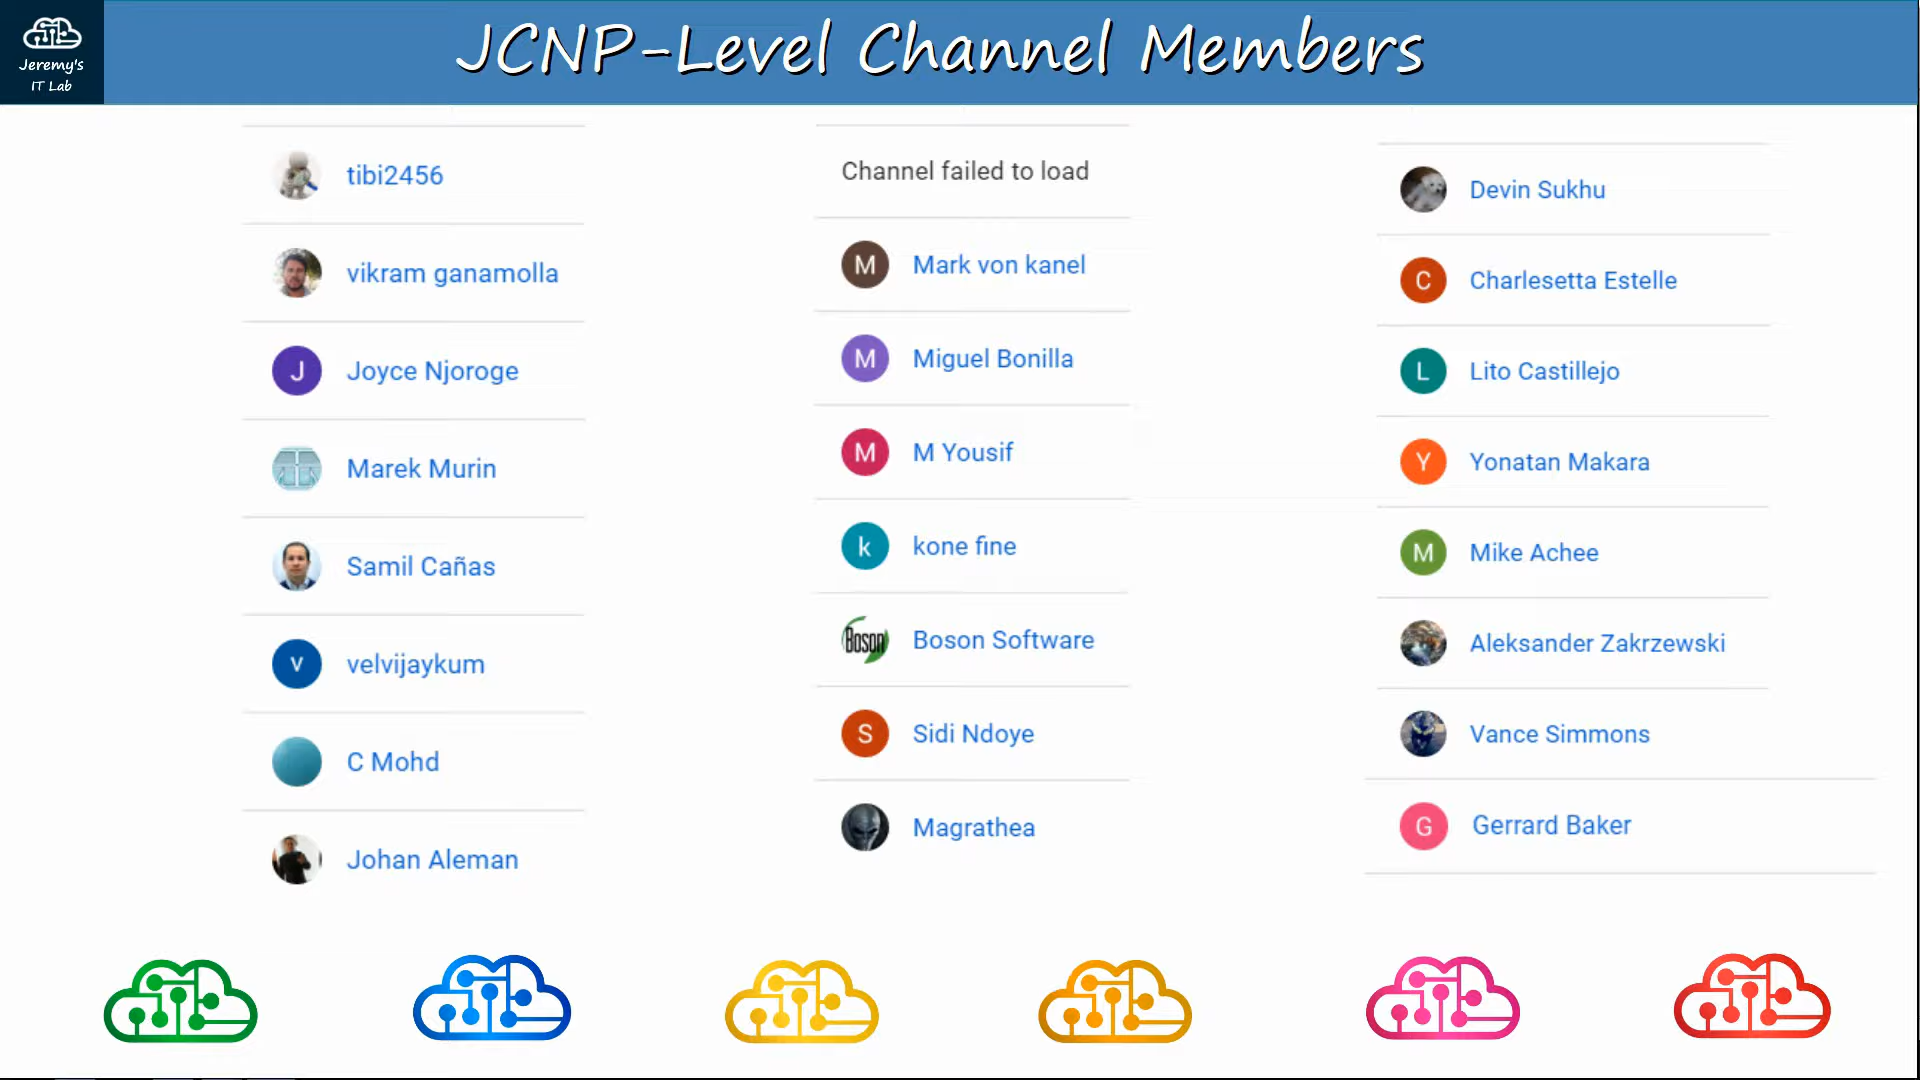 Jeremy's
IT Lab
JCNP-Level Channel Members
tibi2456
vikram ganamolla
J Joyce Njoroge
Marek Murin
Samil Cañas
v velvijaykum
C Mohd
Johan Aleman
Channel failed to load
M Mark von kanel
M Miguel Bonilla
M M Yousif
k kone fine
Boson Boson Software
S Sidi Ndoye
Magrathea
Devin Sukhu
C Charlesetta Estelle
L Lito Castillejo
Y Yonatan Makara
M Mike Achee
Aleksander Zakrzewski
Vance Simmons
G Gerrard Baker